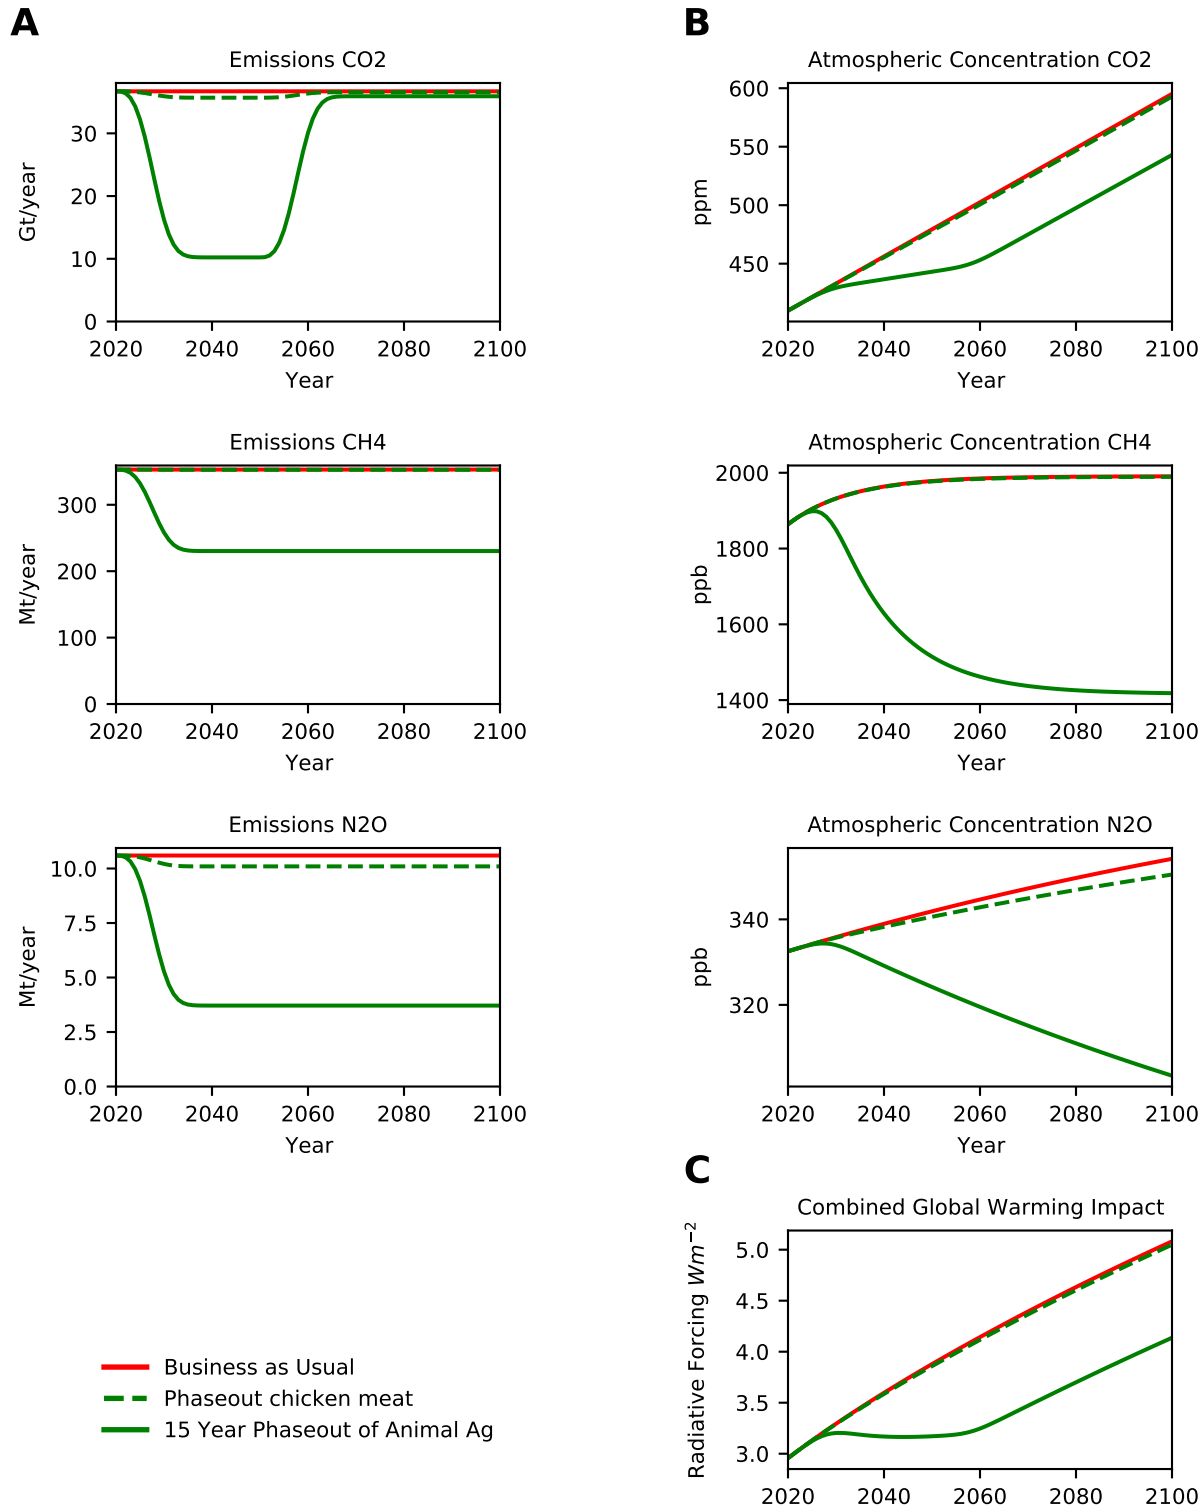 A
B
Emissions CO2
Gt/year
30
20
10
0
2020 2040 2060 2080 2100
Year
Atmospheric Concentration CO2
ppm
600
550
500
450
2020 2040 2060 2080 2100
Year
Emissions CH4
Mt/year
300
200
100
0
2020 2040 2060 2080 2100
Year
Atmospheric Concentration CH4
ppb
2000
1800
1600
1400
2020 2040 2060 2080 2100
Year
Emissions N2O
Mt/year
10.0
7.5
5.0
2.5
0.0
2020 2040 2060 2080 2100
Year
Atmospheric Concentration N2O
ppb
340
320
2020 2040 2060 2080 2100
Year
C
Combined Global Warming Impact
Radiative Forcing Wm⁻²
5.0
4.5
4.0
3.5
3.0
2020 2040 2060 2080 2100
Business as Usual
Phaseout chicken meat
15 Year Phaseout of Animal Ag